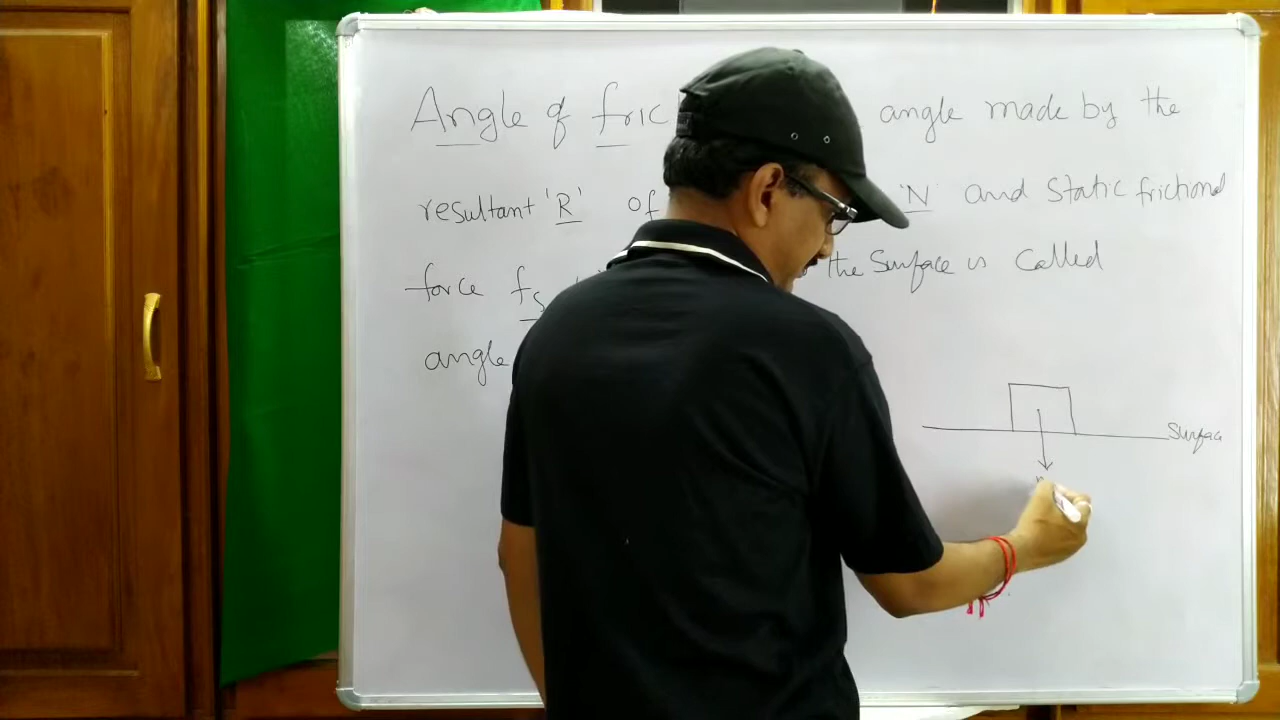 Angle of fric angle made by the
resultant 'R' of 'N' and static frictional
force fs the surface is called
angle
Surface